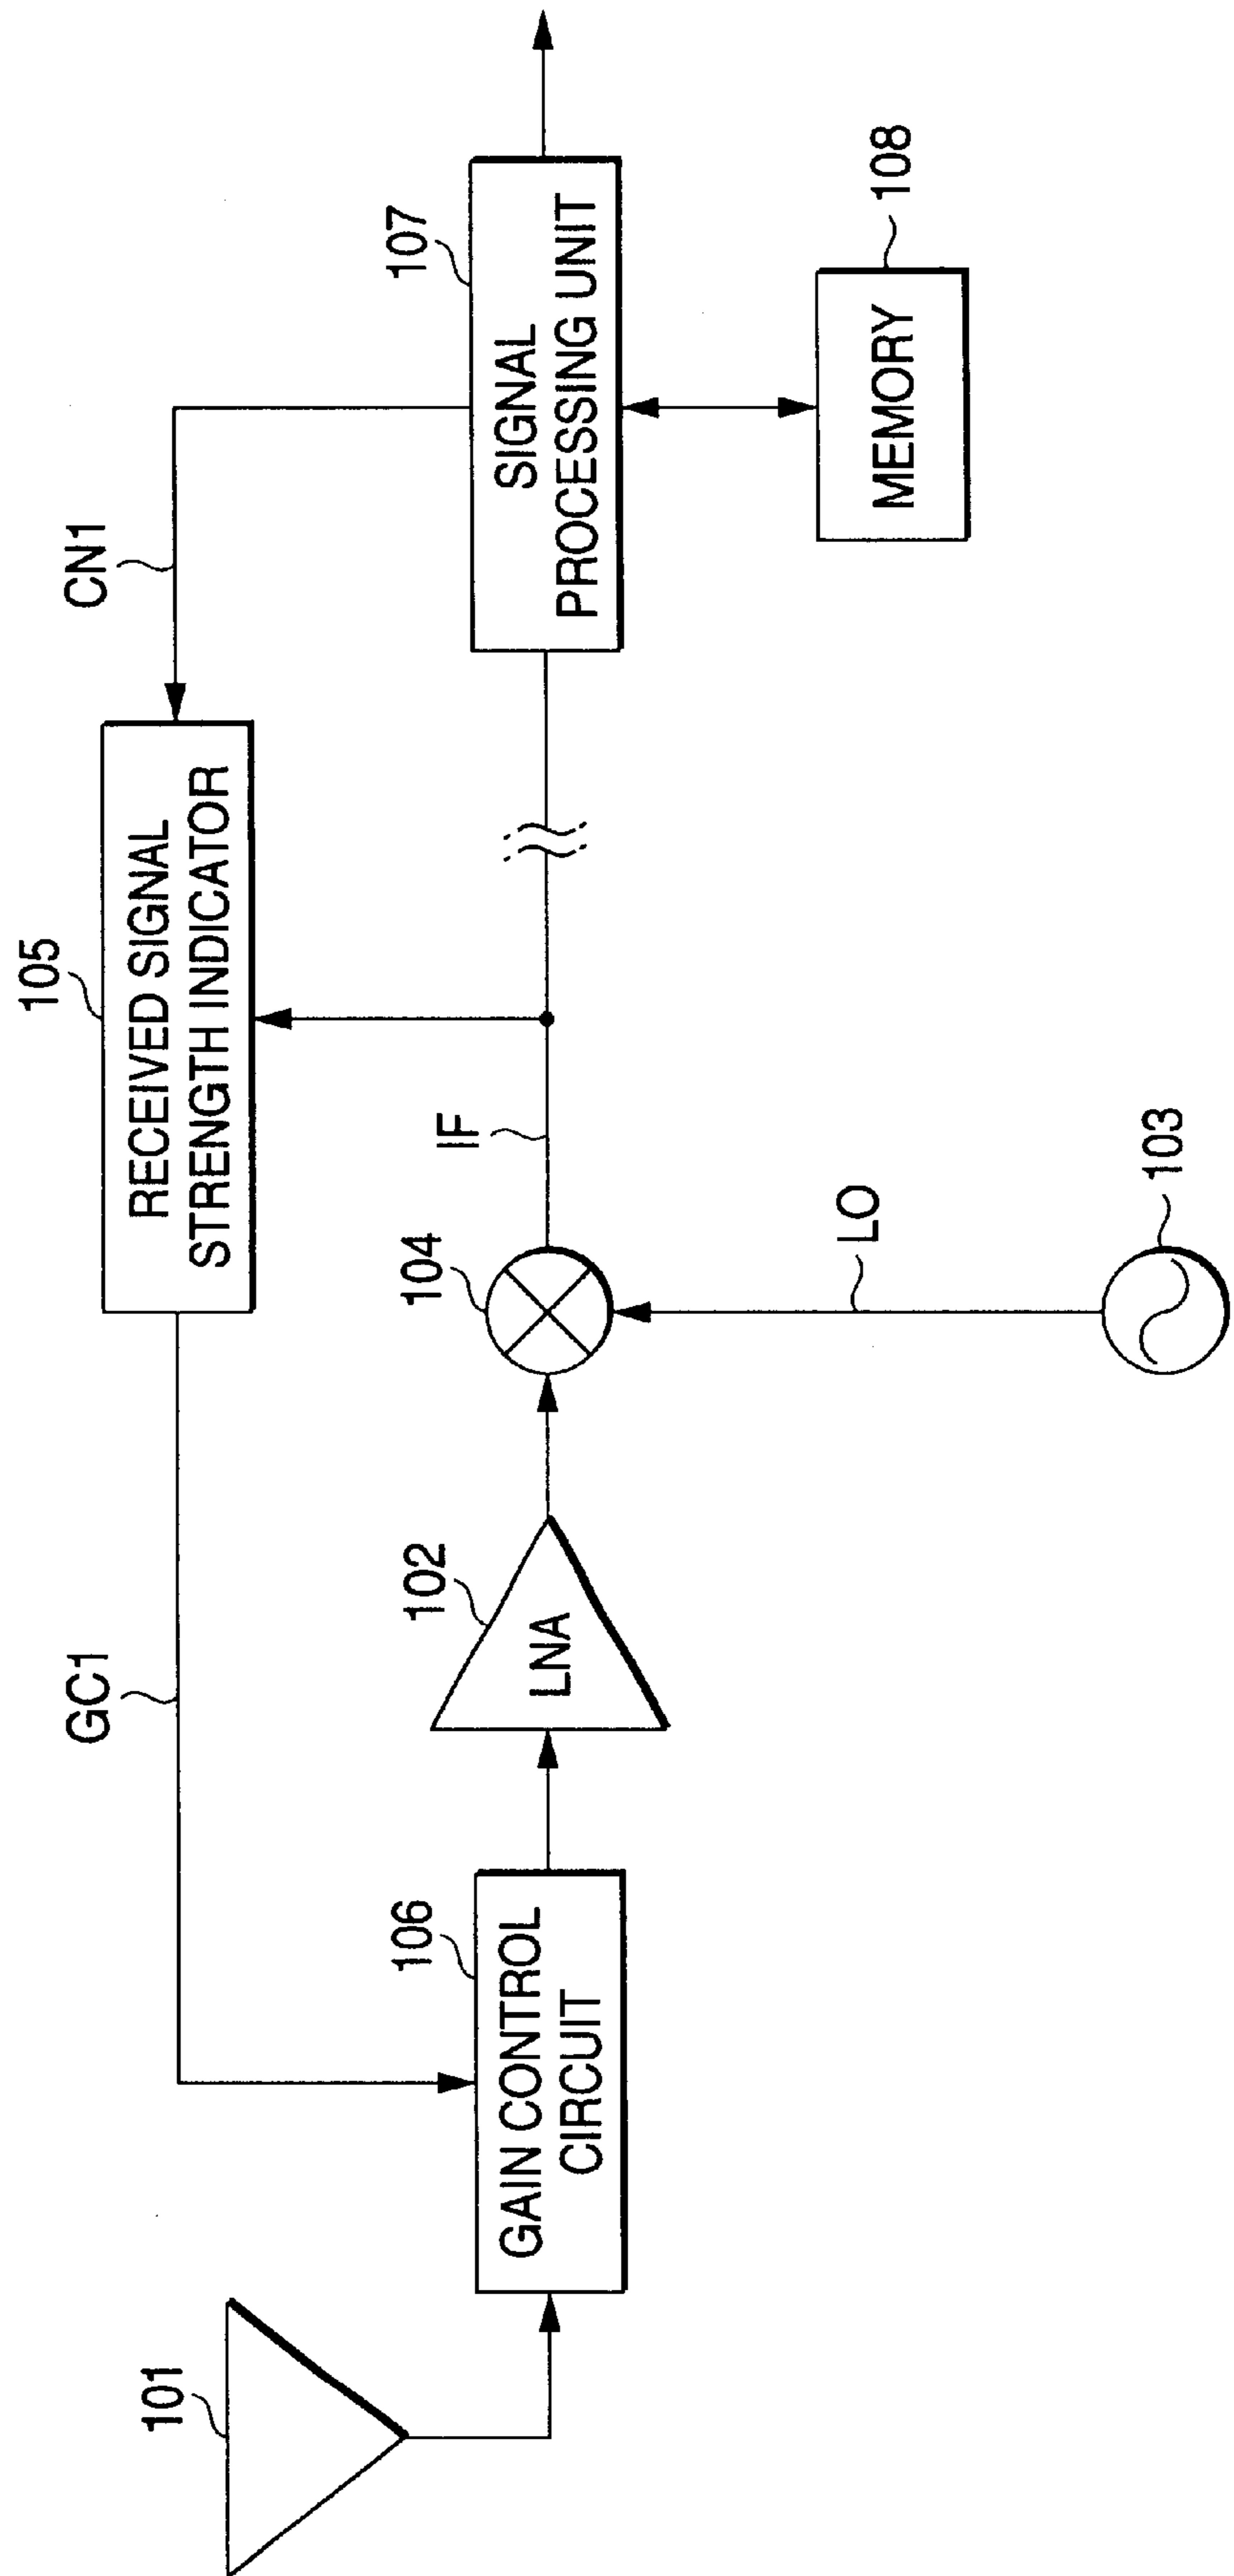 101
GAIN CONTROL
CIRCUIT
106
GC1
LNA
102
104
LO
103
IF
RECEIVED SIGNAL
STRENGTH INDICATOR
105
CN1
SIGNAL
PROCESSING UNIT
107
MEMORY
108